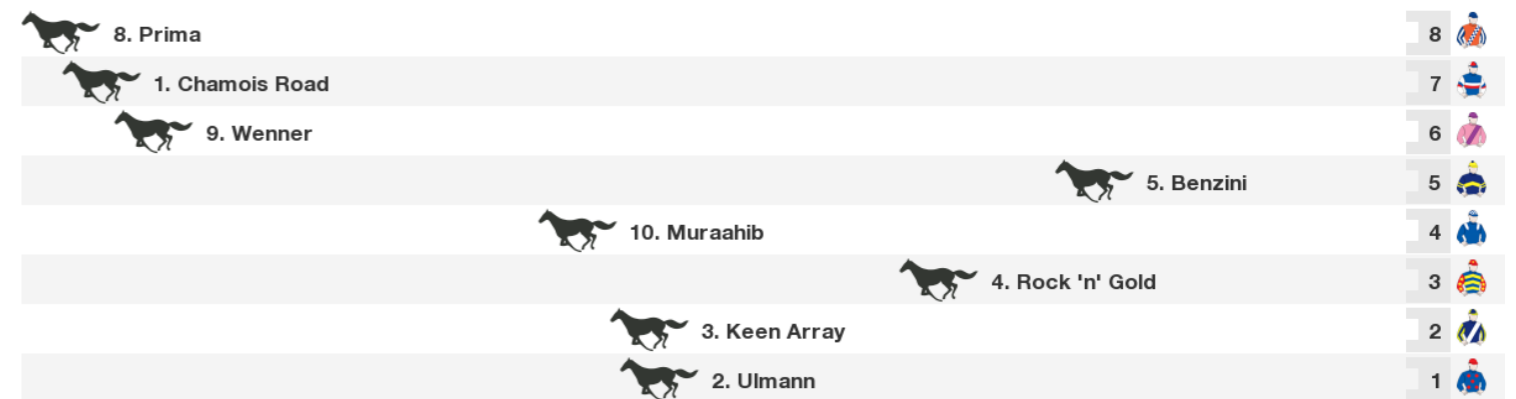 8. Prima 8
1. Chamois Road 7
9. Wenner 6
5. Benzini 5
10. Muraahib 4
4. Rock 'n' Gold 3
3. Keen Array 2
2. Ulmann 1